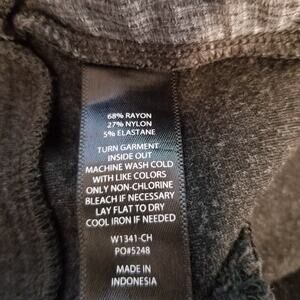 68% RAYON
27% NYLON
5% ELASTANE
TURN GARMENT
INSIDE OUT
MACHINE WASH COLD
WITH LIKE COLORS
ONLY NON-CHLORINE
BLEACH IF NECESSARY
LAY FLAT TO DRY
COOL IRON IF NEEDED
W1341-CH
PO#5248
MADE IN
INDONESIA